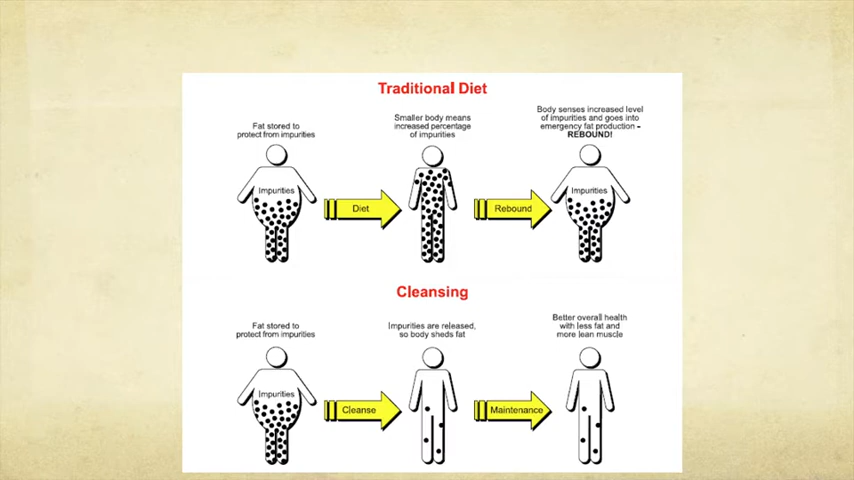 Traditional Diet
Fat stored to
protect from impurities
Smaller body means
increased percentage
of impurities
Body senses increased level
of impurities and goes into
emergency fat production -
REBOUND!
Impurities
Diet
Rebound
Impurities
Cleansing
Fat stored to
protect from impurities
Impurities are released,
so body sheds fat
Better overall health
with less fat and
more lean muscle
Impurities
Cleanse
Maintenance